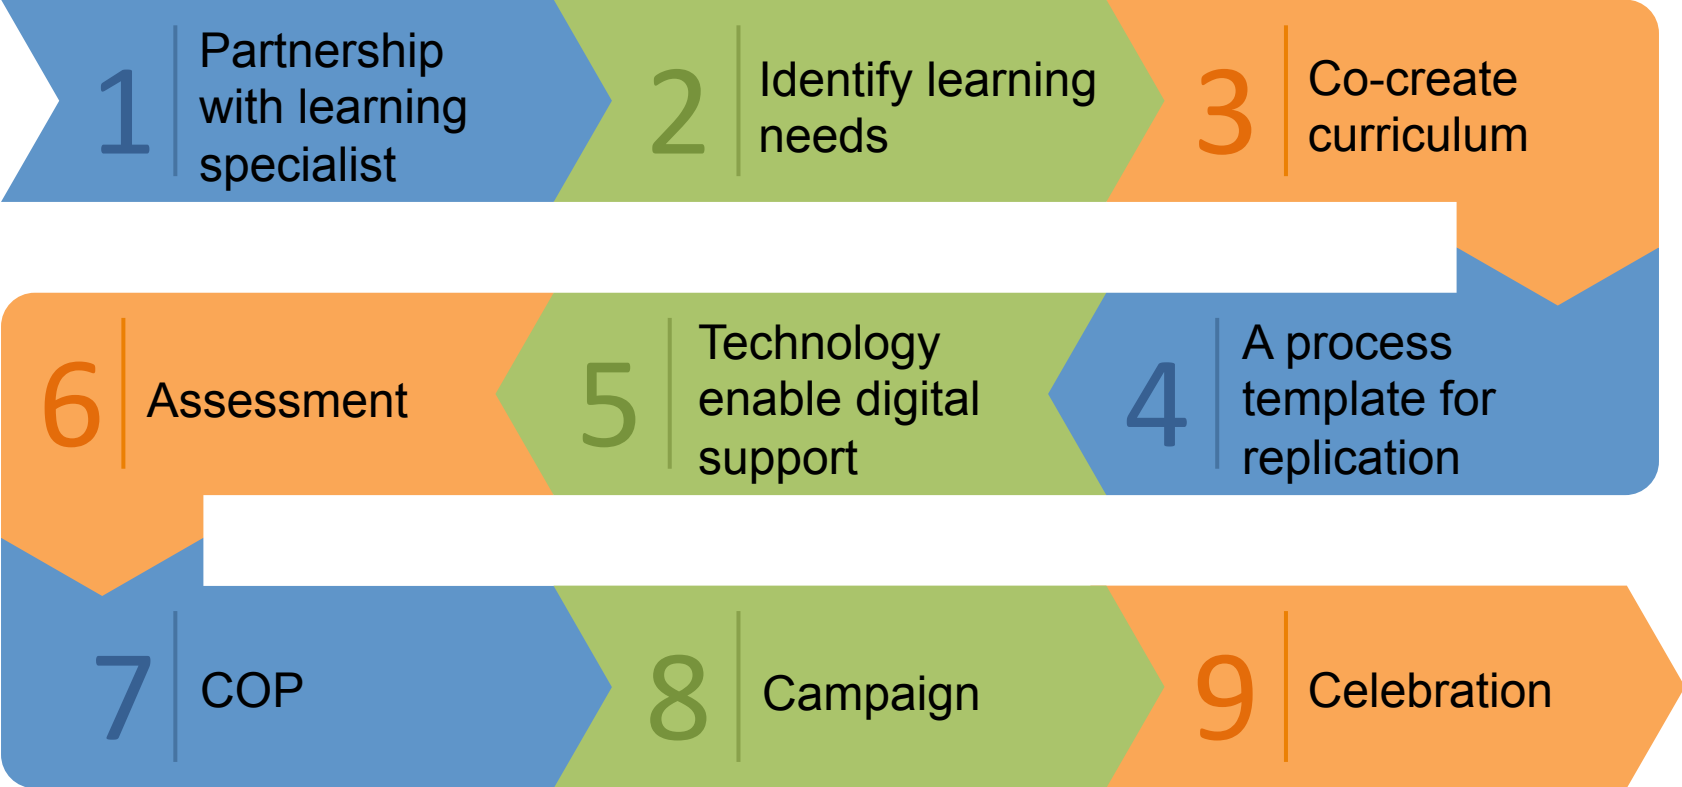 1
Partnership
with learning
specialist
2
Identify learning
needs
3
Co-create
curriculum
4
A process
template for
replication
5
Technology
enable digital
support
6
Assessment
7
COP
8
Campaign
9
Celebration